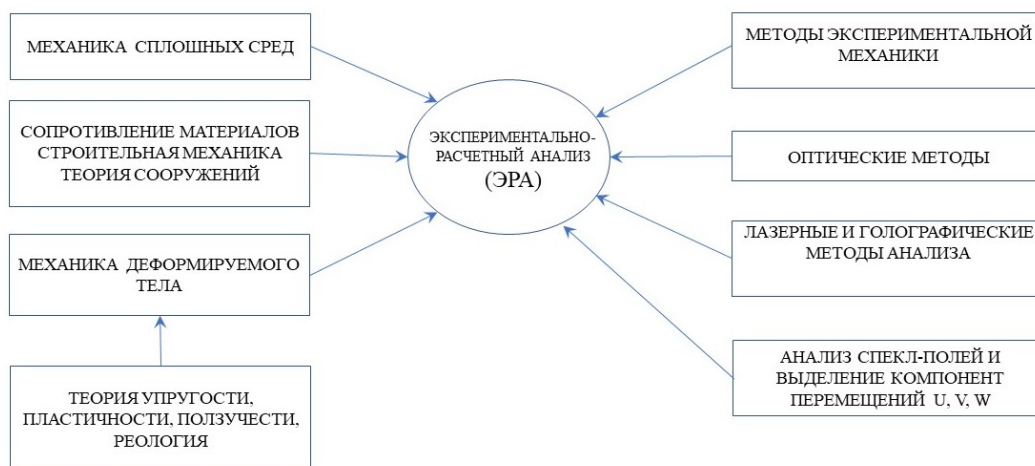 МЕХАНИКА СПЛОШНЫХ СРЕД
СОПРОТИВЛЕНИЕ МАТЕРИАЛОВ
СТРОИТЕЛЬНАЯ МЕХАНИКА
ТЕОРИЯ СООРУЖЕНИЙ
МЕХАНИКА ДЕФОРМИРУЕМОГО
ТЕЛА
ТЕОРИЯ УПРУГОСТИ,
ПЛАСТИЧНОСТИ, ПОЛЗУЧЕСТИ,
РЕОЛОГИЯ
ЭКСПЕРИМЕНТАЛЬНО-
РАСЧЕТНЫЙ АНАЛИЗ
(ЭРА)
МЕТОДЫ ЭКСПЕРИМЕНТАЛЬНОЙ
МЕХАНИКИ
ОПТИЧЕСКИЕ МЕТОДЫ
ЛАЗЕРНЫЕ И ГОЛОГРАФИЧЕСКИЕ
МЕТОДЫ АНАЛИЗА
АНАЛИЗ СПЕКЛ-ПОЛЕЙ И
ВЫДЕЛЕНИЕ КОМПОНЕНТ
ПЕРЕМЕЩЕНИЙ U, V, W